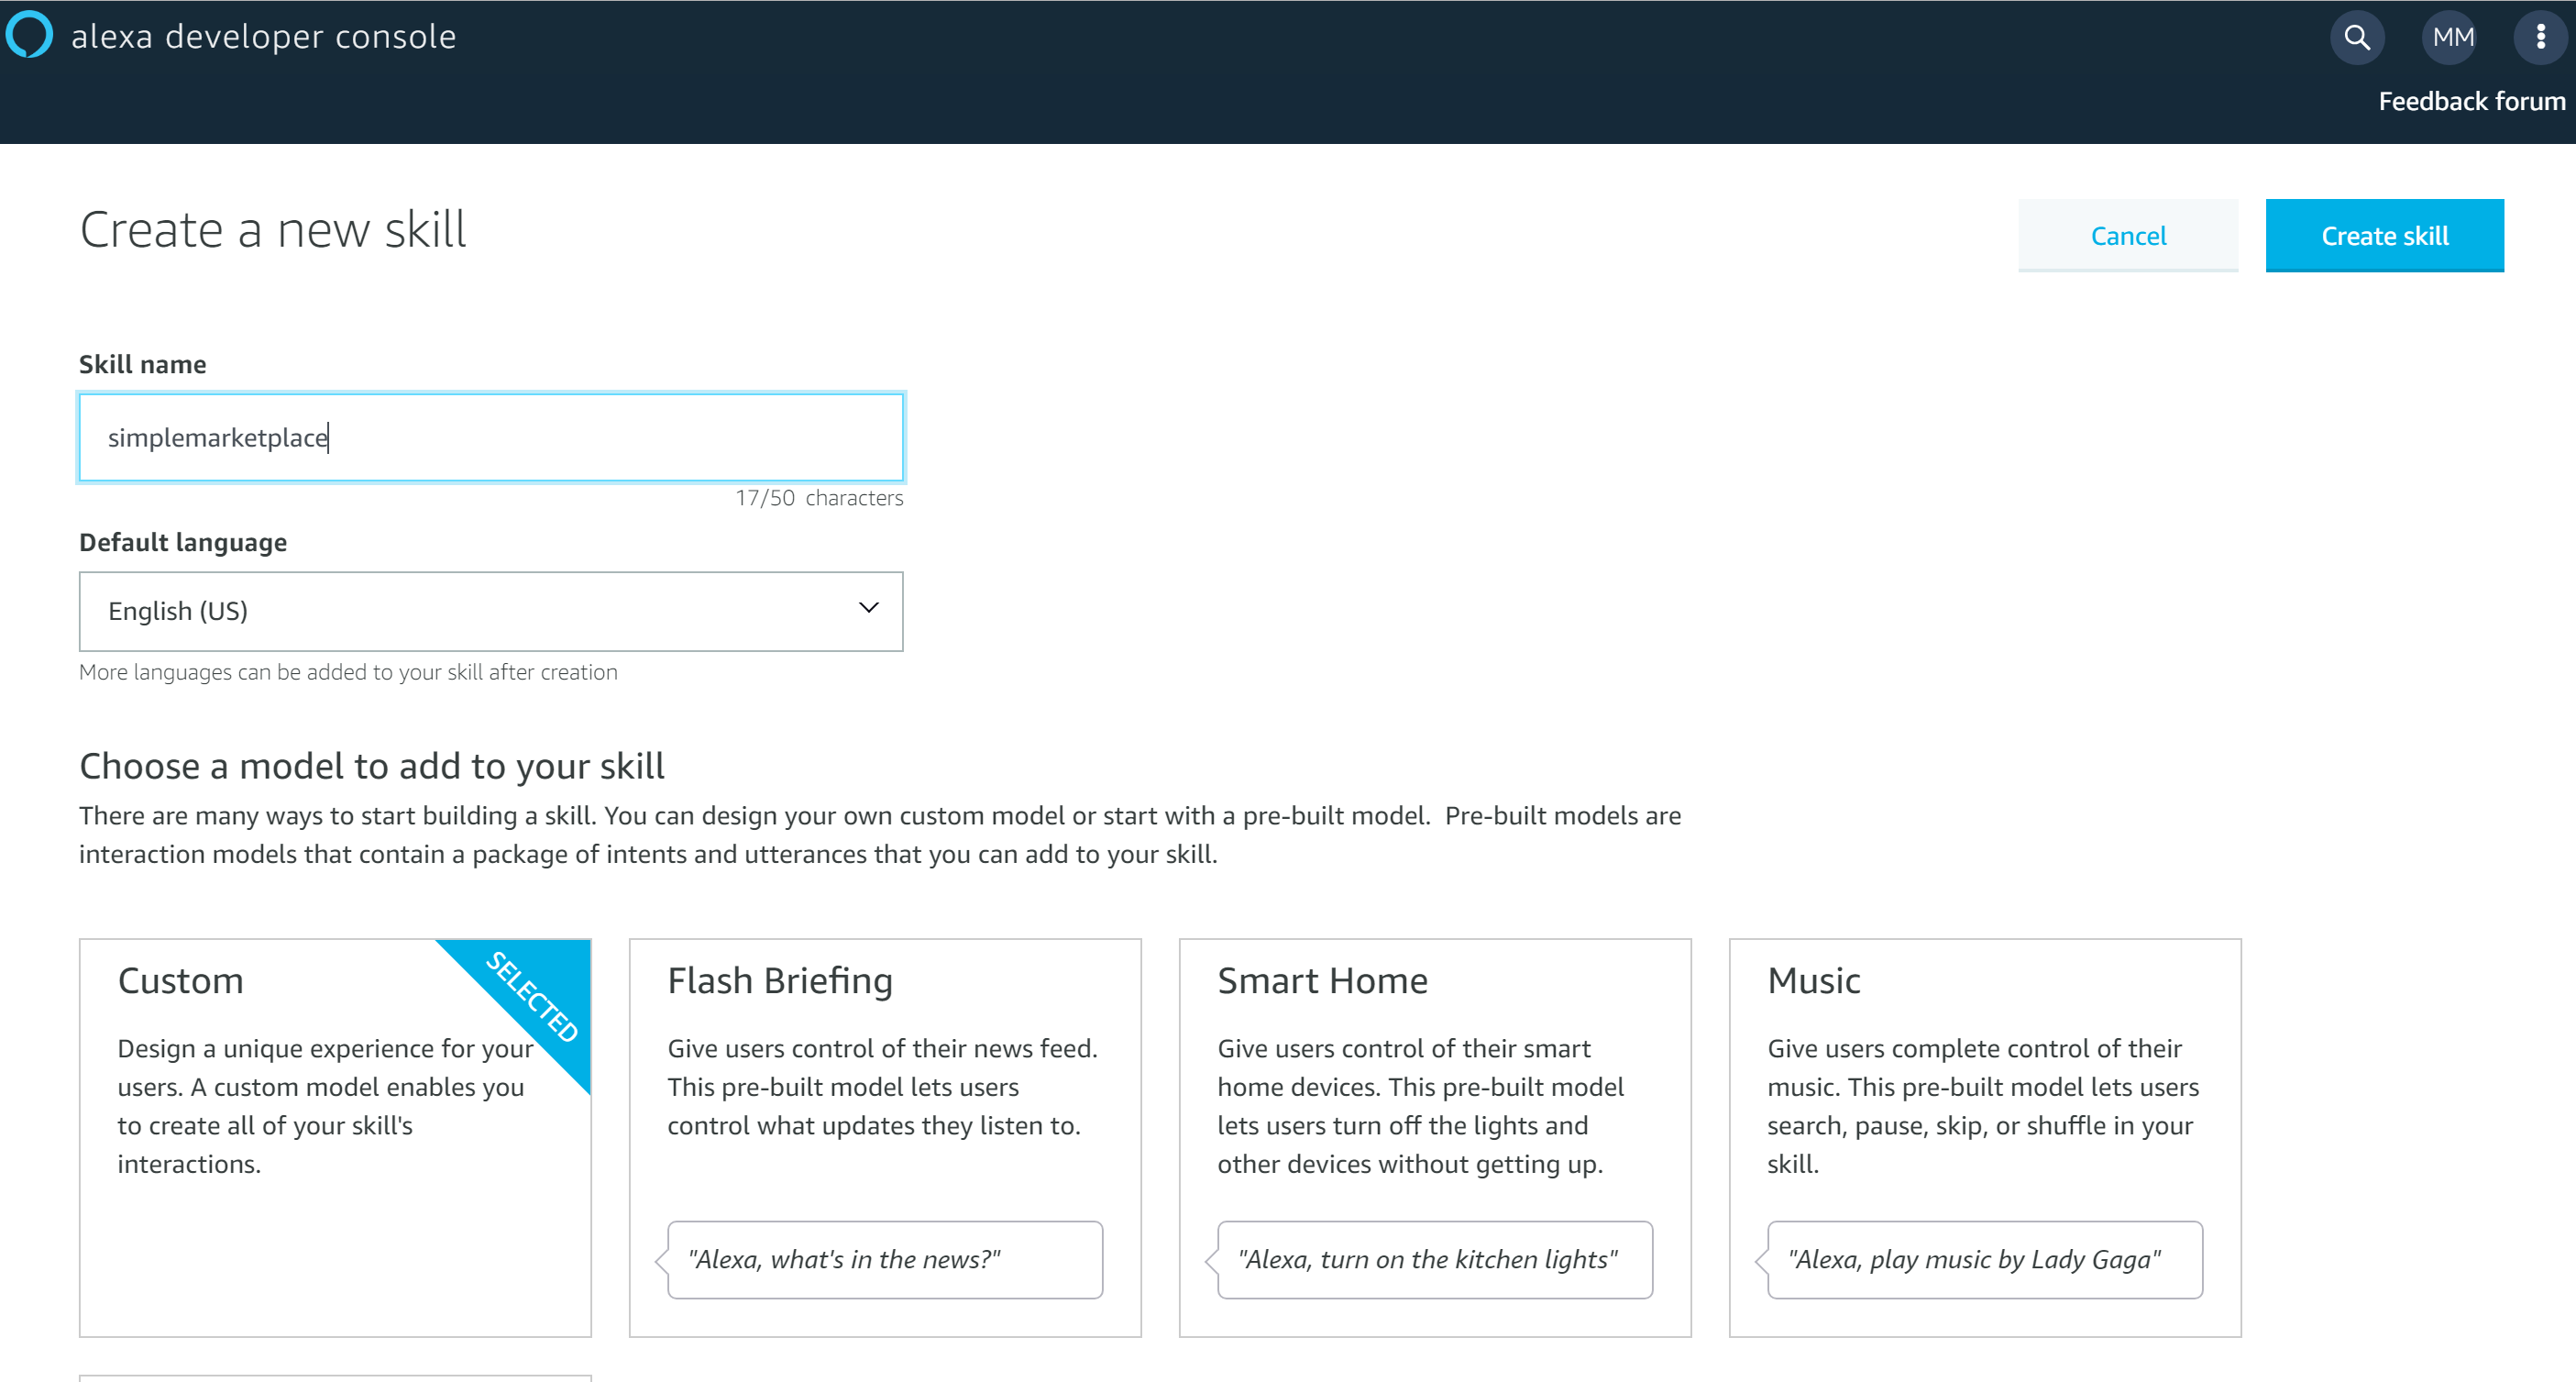 alexa developer console
MM
Feedback forum
Create a new skill
Cancel
Create skill
Skill name
simplemarketplace
17/50 characters
Default language
English (US)
More languages can be added to your skill after creation
Choose a model to add to your skill
There are many ways to start building a skill. You can design your own custom model or start with a pre-built model. Pre-built models are
interaction models that contain a package of intents and utterances that you can add to your skill.
Custom
SELECTED
Design a unique experience for your
users. A custom model enables you
to create all of your skill's
interactions.
Flash Briefing
Give users control of their news feed.
This pre-built model lets users
control what updates they listen to.
"Alexa, what's in the news?"
Smart Home
Give users control of their smart
home devices. This pre-built model
lets users turn off the lights and
other devices without getting up.
"Alexa, turn on the kitchen lights"
Music
Give users complete control of their
music. This pre-built model lets users
search, pause, skip, or shuffle in your
skill.
"Alexa, play music by Lady Gaga"